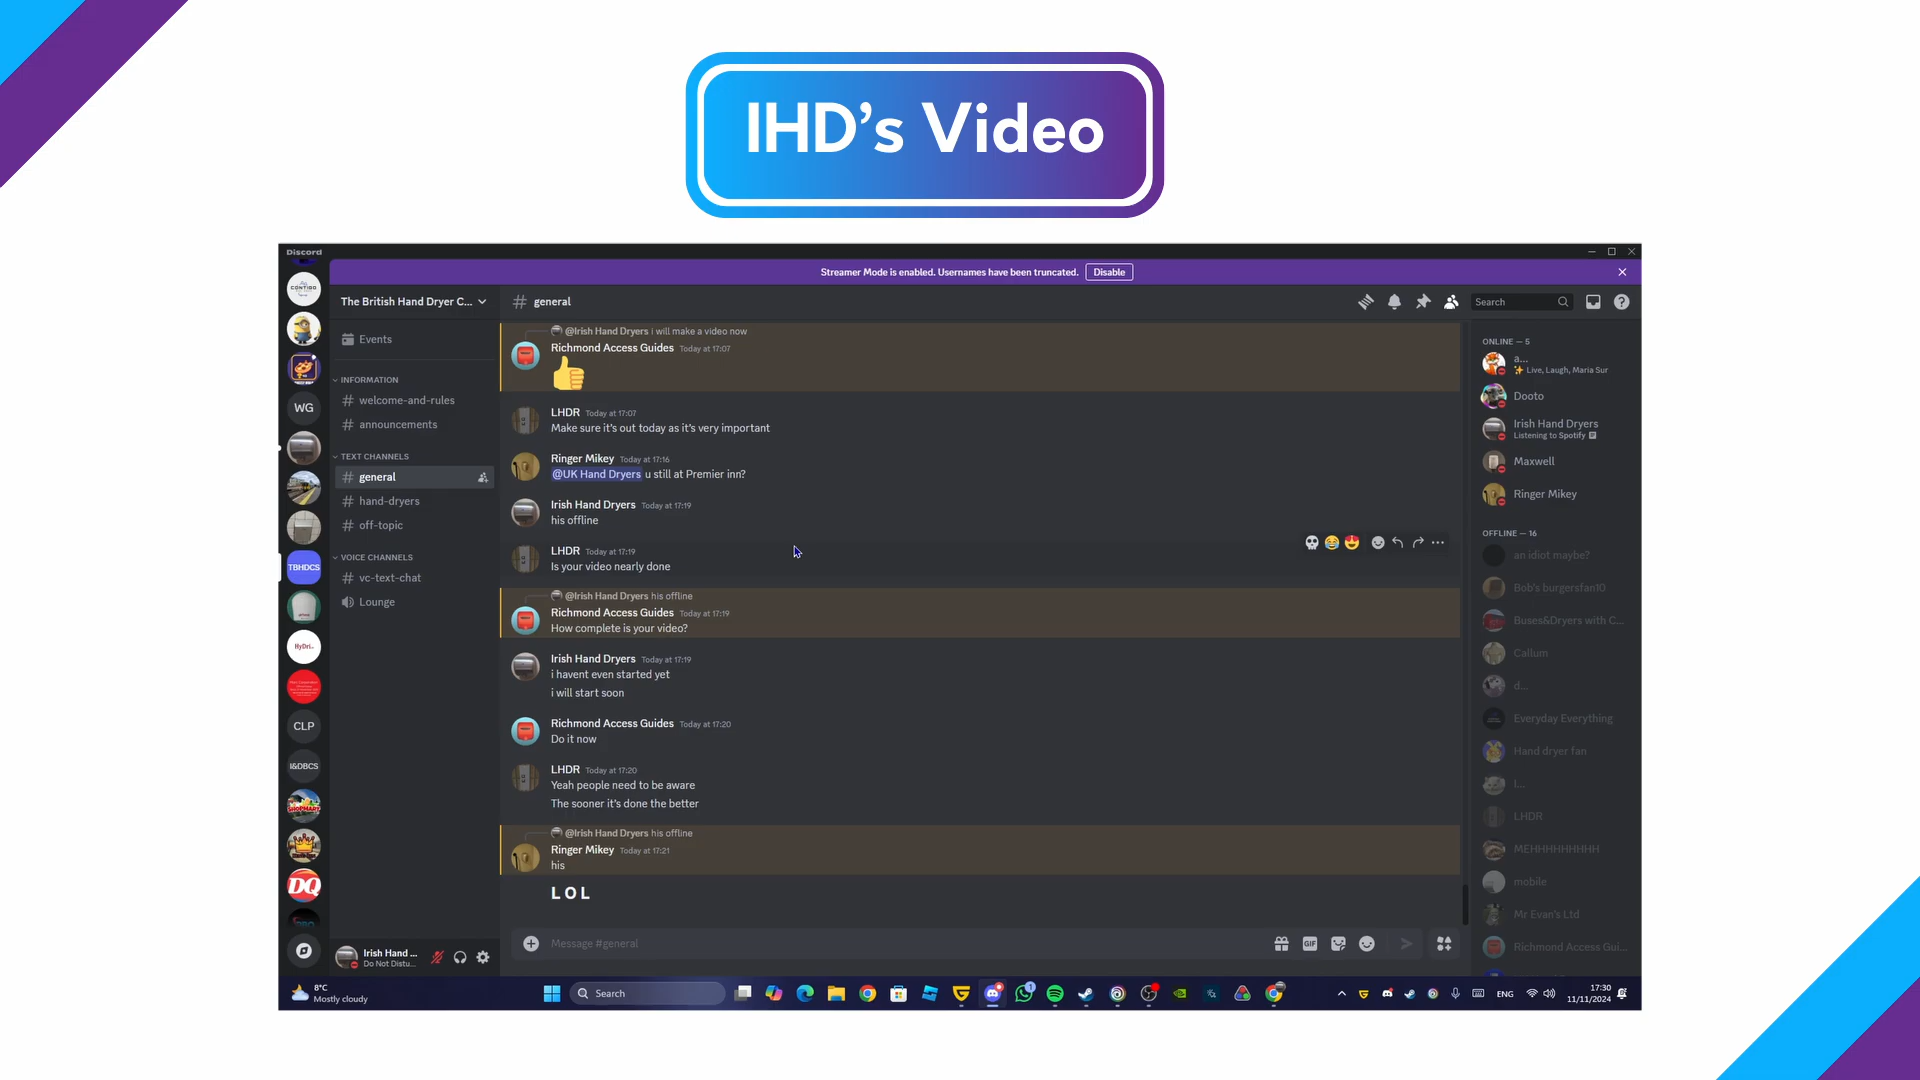 IHD's Video
Discord
Streamer Mode is enabled. Usernames have been truncated. Disable
The British Hand Dryer C...
general
Search
Events
INFORMATION
# welcome-and-rules
# announcements
TEXT CHANNELS
# general
# hand-dryers
# off-topic
VOICE CHANNELS
# vc-text-chat
Lounge
CONTIGO
WG
TBHDCS
HyDri..
CLP
I&DBCS
SHOPMART
DQ
@Irish Hand Dryers i will make a video now
Richmond Access Guides Today at 17:07
LHDR Today at 17:07
Make sure it's out today as it's very important
Ringer Mikey Today at 17:16
@UK Hand Dryers u still at Premier inn?
Irish Hand Dryers Today at 17:19
his offline
LHDR Today at 17:19
Is your video nearly done
@Irish Hand Dryers his offline
Richmond Access Guides Today at 17:19
How complete is your video?
Irish Hand Dryers Today at 17:19
i havent even started yet
i will start soon
Richmond Access Guides Today at 17:20
Do it now
LHDR Today at 17:20
Yeah people need to be aware
The sooner it's done the better
@Irish Hand Dryers his offline
Ringer Mikey Today at 17:21
his
L O L
Message #general
GIF
ONLINE — 5
a...
Live, Laugh, Maria Sur
Dooto
Irish Hand Dryers
Listening to Spotify
Maxwell
Ringer Mikey
OFFLINE — 16
an idiot maybe?
Bob's burgersfan10
Buses&Dryers with C...
Callum
d...
Everyday Everything
Hand dryer fan
L...
LHDR
MEHHHHHHHHH
mobile
Mr Evan's Ltd
Richmond Access Gui...
Irish Hand ...
Do Not Distu...
8°C
Mostly cloudy
Search
ENG
17:30
11/11/2024